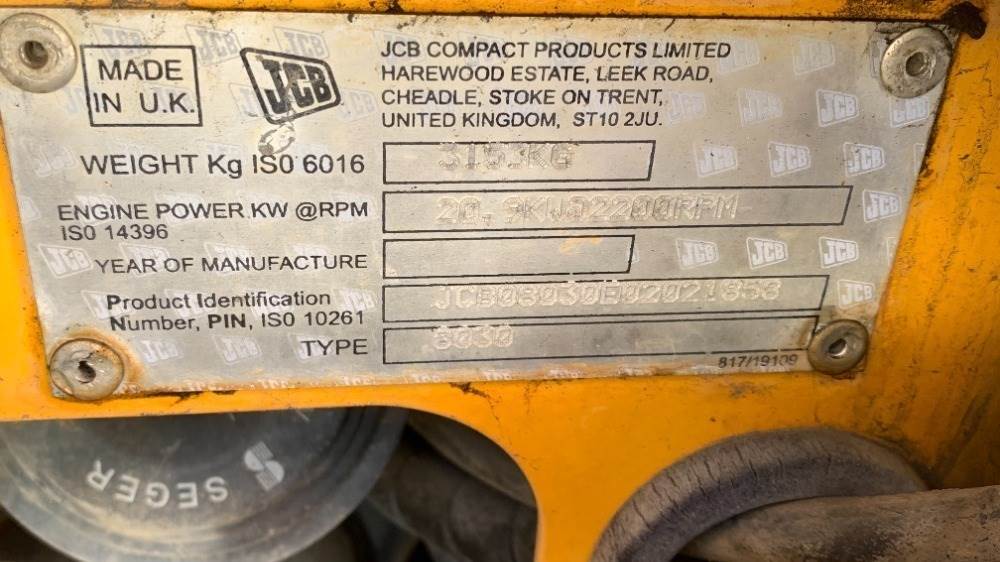 MADE
IN U.K.
JCB
JCB COMPACT PRODUCTS LIMITED
HAREWOOD ESTATE, LEEK ROAD,
CHEADLE, STOKE ON TRENT,
UNITED KINGDOM, ST10 2JU.
WEIGHT Kg ISO 6016
ENGINE POWER KW @RPM 20.9KW@2200RPM
ISO 14396
YEAR OF MANUFACTURE
Product Identification
Number, PIN, ISO 10261
TYPE 8030
817/19109
SEGER